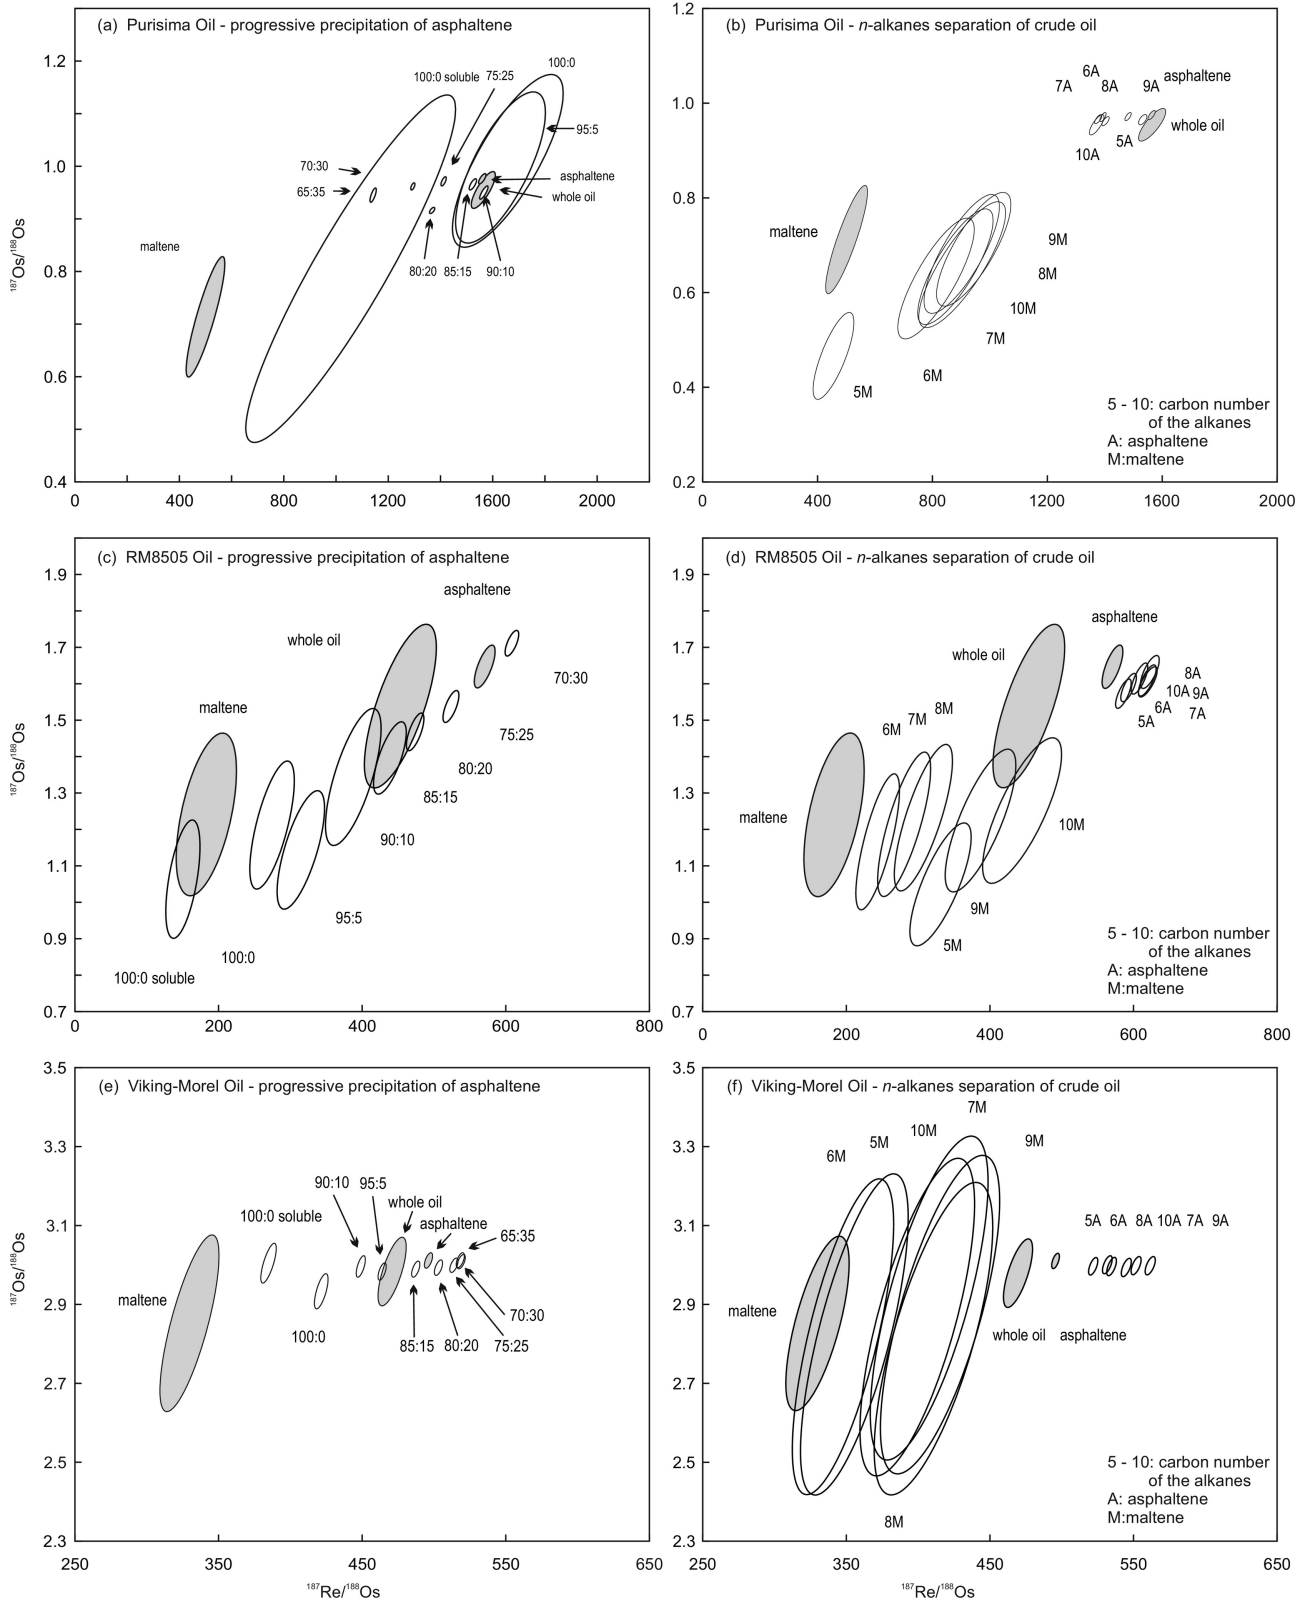 (a) Purisima Oil - progressive precipitation of asphaltene
1.2
1.0
0.8
0.6
0.4
187Os/188Os
100:0
100:0 soluble
75:25
95:5
70:30
65:35
asphaltene
whole oil
maltene
80:20
85:15
90:10
0
400
800
1200
1600
2000
(b) Purisima Oil - n-alkanes separation of crude oil
1.2
1.0
0.8
0.6
0.4
0.2
6A
asphaltene
7A
8A
9A
whole oil
5A
10A
maltene
9M
8M
10M
7M
6M
5M
5 - 10: carbon number
of the alkanes
A: asphaltene
M:maltene
0
400
800
1200
1600
2000
(c) RM8505 Oil - progressive precipitation of asphaltene
1.9
1.7
1.5
1.3
1.1
0.9
0.7
187Os/188Os
asphaltene
whole oil
70:30
maltene
75:25
80:20
85:15
90:10
95:5
100:0
100:0 soluble
0
200
400
600
800
(d) RM8505 Oil - n-alkanes separation of crude oil
1.9
1.7
1.5
1.3
1.1
0.9
0.7
asphaltene
whole oil
8A
10A
9A
6A
7A
5A
8M
7M
6M
maltene
10M
9M
5M
5 - 10: carbon number
of the alkanes
A: asphaltene
M:maltene
0
200
400
600
800
(e) Viking-Morel Oil - progressive precipitation of asphaltene
3.5
3.3
3.1
2.9
2.7
2.5
2.3
187Os/188Os
90:10
95:5
whole oil
100:0 soluble
asphaltene
65:35
maltene
70:30
100:0
85:15
80:20
75:25
250
350
450
550
650
187Re/188Os
(f) Viking-Morel Oil - n-alkanes separation of crude oil
3.5
3.3
3.1
2.9
2.7
2.5
2.3
7M
10M
5M
9M
6M
5A
6A
8A
10A
7A
9A
maltene
whole oil
asphaltene
5 - 10: carbon number
of the alkanes
A: asphaltene
M:maltene
8M
250
350
450
550
650
187Re/188Os